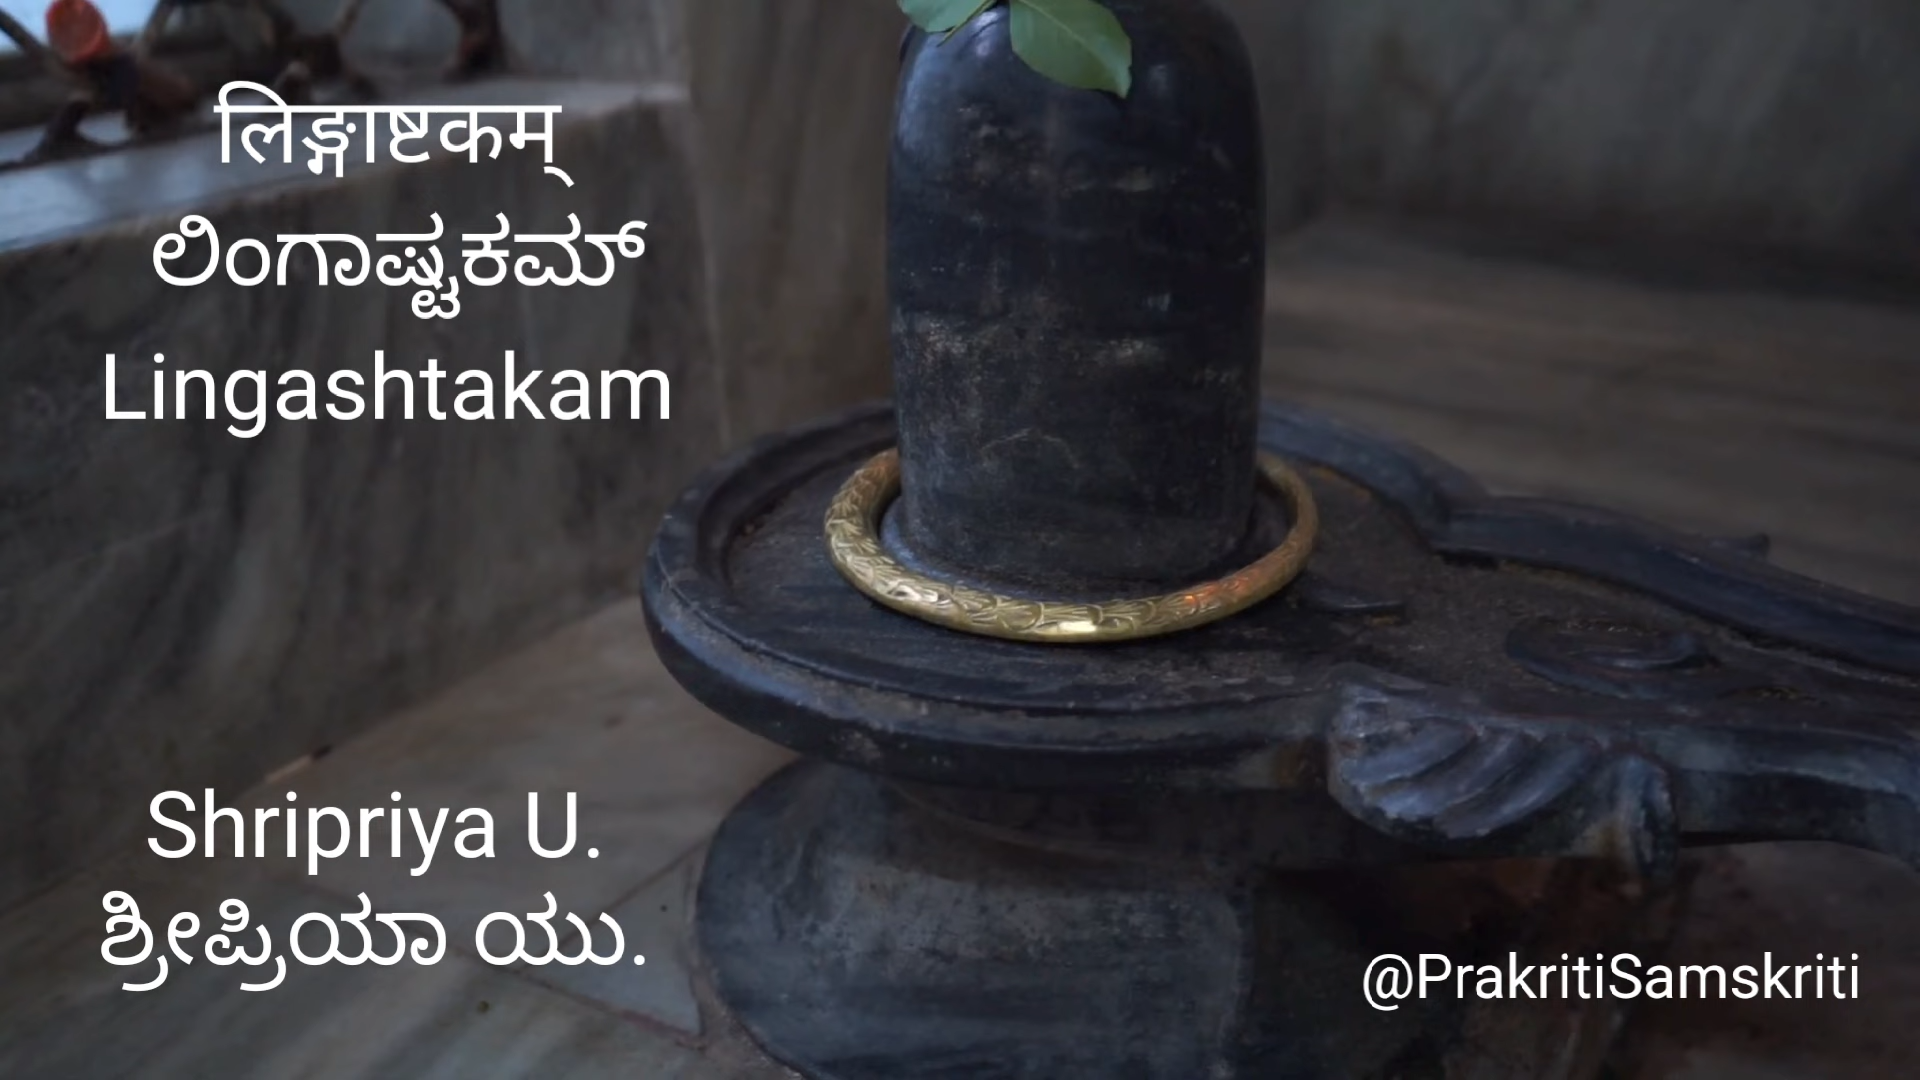 लिङ्गाष्टकम्
ಲಿಂಗಾಷ್ಟಕಮ್
Lingashtakam
Shripriya U.
ಶ್ರೀಪ್ರಿಯಾ ಯು.
@PrakritiSamskriti